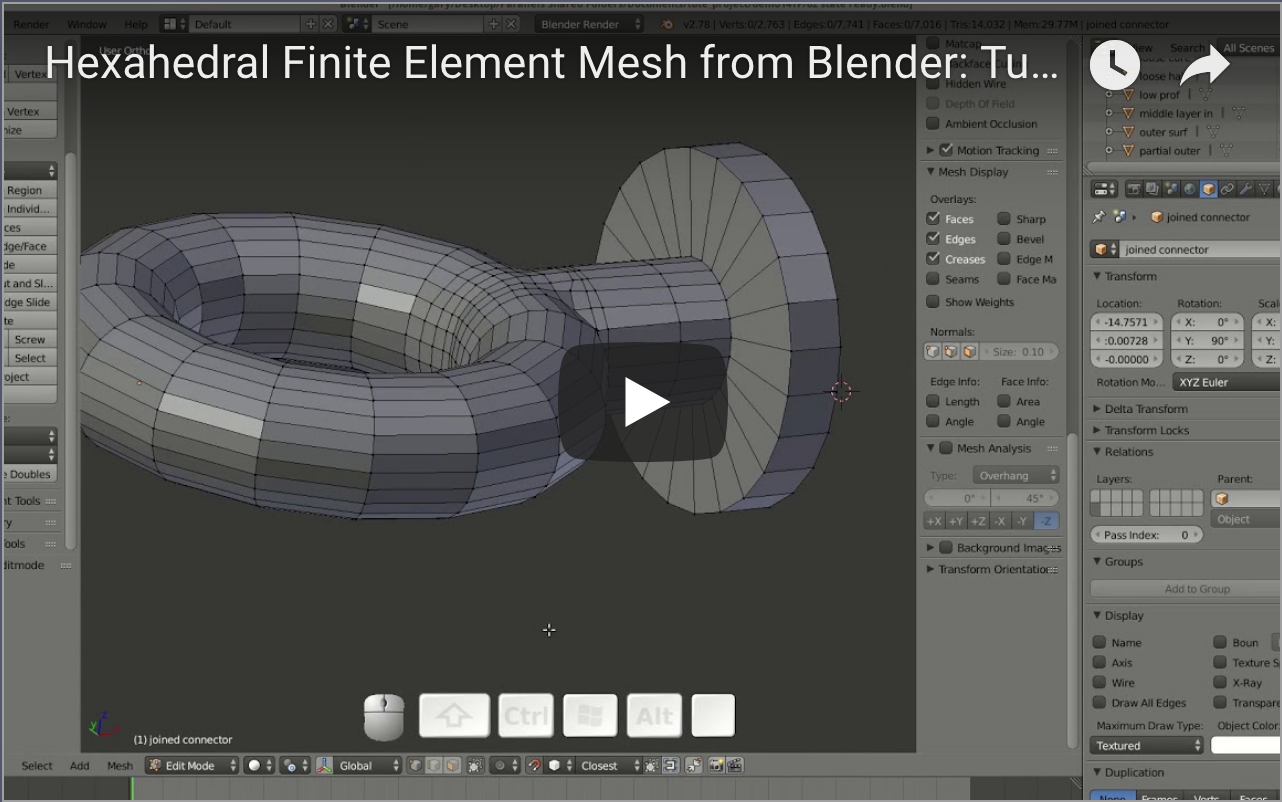 Render Window Help Default Scene Blender Render v2.78 | Verts:0/2,763 | Edges:0/7,741 | Faces:0/7,016 | Tris:14,032 | Mem:29.77M | joined connector
Hexahedral Finite Element Mesh from Blender: Tu...
User Ortho
View Search All Scenes
Matcap
Backface Culling
Hidden Wire
Depth Of Field
Ambient Occlusion
Motion Tracking
Mesh Display
Overlays:
Faces Sharp
Edges Bevel
Creases Edge M
Seams Face Ma
Show Weights
Normals:
Size: 0.10
Edge Info: Face Info:
Length Area
Angle Angle
Mesh Analysis
Type: Overhang
0° 45°
+X +Y +Z -X -Y -Z
Background Images
Transform Orientation
low prof
middle layer in
outer surf
partial outer
joined connector
joined connector
Transform
Location: Rotation: Scal
-14.7571 X: 0° X:
:0.00728 Y: 90° Y:
-0.00000 Z: 0° Z:
Rotation Mo... XYZ Euler
Delta Transform
Transform Locks
Relations
Layers: Parent:
Object
Pass Index: 0
Groups
Add to Group
Display
Name Boun
Axis Texture S
Wire X-Ray
Draw All Edges Transpare
Maximum Draw Type: Object Color:
Textured
Duplication
None Frames Verts Faces
Vertex
Vertex
nize
Region
Individ...
ces
dge/Face
de
ut and Sl...
dge Slide
te
Screw
Select
oject
e:
e Doubles
nt Tools
ry
ools
ditmode
Ctrl Alt
(1) joined connector
Select Add Mesh Edit Mode Global Closest